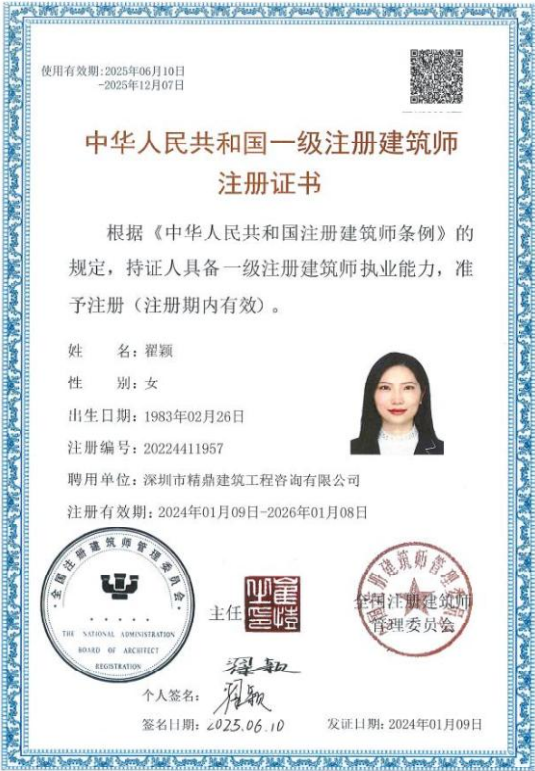 使用有效期:2025年06月10日
-2025年12月07日
中华人民共和国一级注册建筑师
注册证书
根据《中华人民共和国注册建筑师条例》的
规定，持证人具备一级注册建筑师执业能力，准
予注册（注册期内有效）。
姓 名:翟颖
性 别:女
出生日期:1983年02月26日
注册编号:20224411957
聘用单位:深圳市精鼎建筑工程咨询有限公司
注册有效期:2024年01月09日-2026年01月08日
全国注册建筑师管理委员会
THE NATIONAL ADMINISTRATION
BOARD OF ARCHITECT
REGISTRATION
主任
全国注册建筑师
管理委员会
翟颖
个人签名:翟颖
签名日期:2025.06.10
发证日期:2024年01月09日